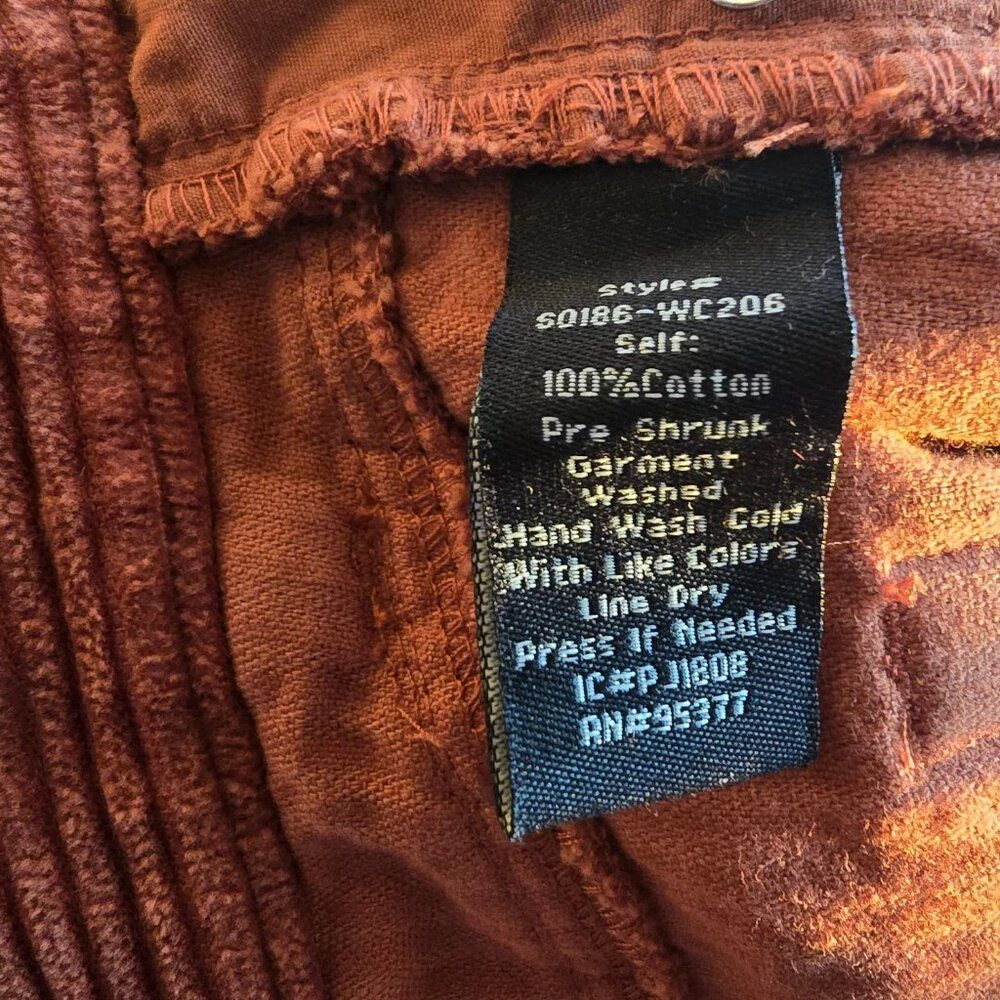 Style#
S0186-WC206
Self:
100%Cotton
Pre Shrunk
Garment
Washed
Hand Wash Cold
With Like Colors
Line Dry
Press If Needed
IC#PJ1808
RN#95377